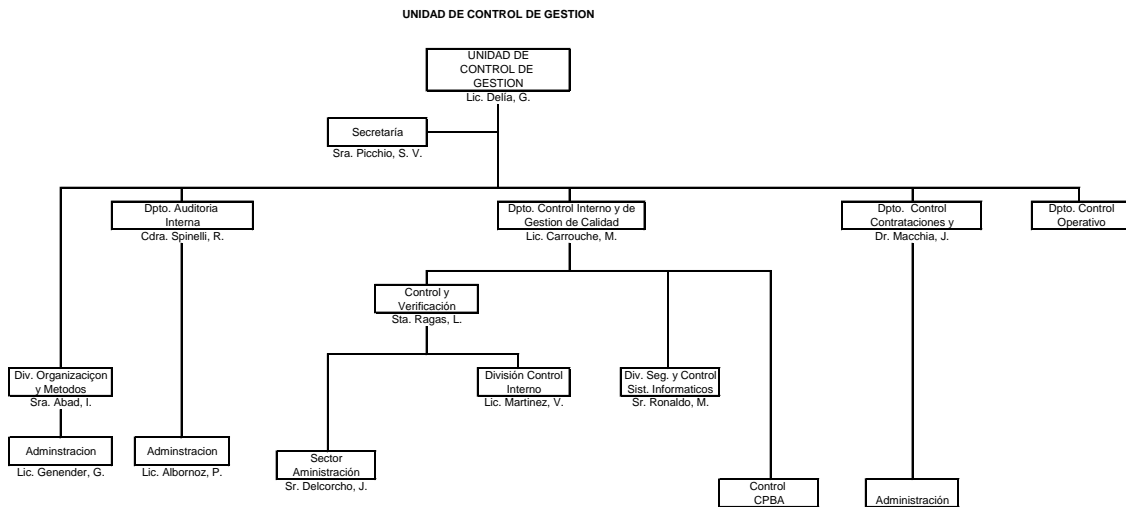 UNIDAD DE CONTROL DE GESTION
UNIDAD DE
CONTROL DE
GESTION
Lic. Delía, G.
Secretaría
Sra. Picchio, S. V.
Dpto. Auditoria
Interna
Cdra. Spinelli, R.
Dpto. Control Interno y de
Gestion de Calidad
Lic. Carrouche, M.
Dpto. Control
Contrataciones y
Dr. Macchia, J.
Dpto. Control
Operativo
Control y
Verificación
Sta. Ragas, L.
Div. Organizaciçon
y Metodos
Sra. Abad, I.
División Control
Interno
Lic. Martinez, V.
Div. Seg. y Control
Sist. Informaticos
Sr. Ronaldo, M.
Adminstracion
Lic. Genender, G.
Adminstracion
Lic. Albornoz, P.
Sector
Aministración
Sr. Delcorcho, J.
Control
CPBA
Administración